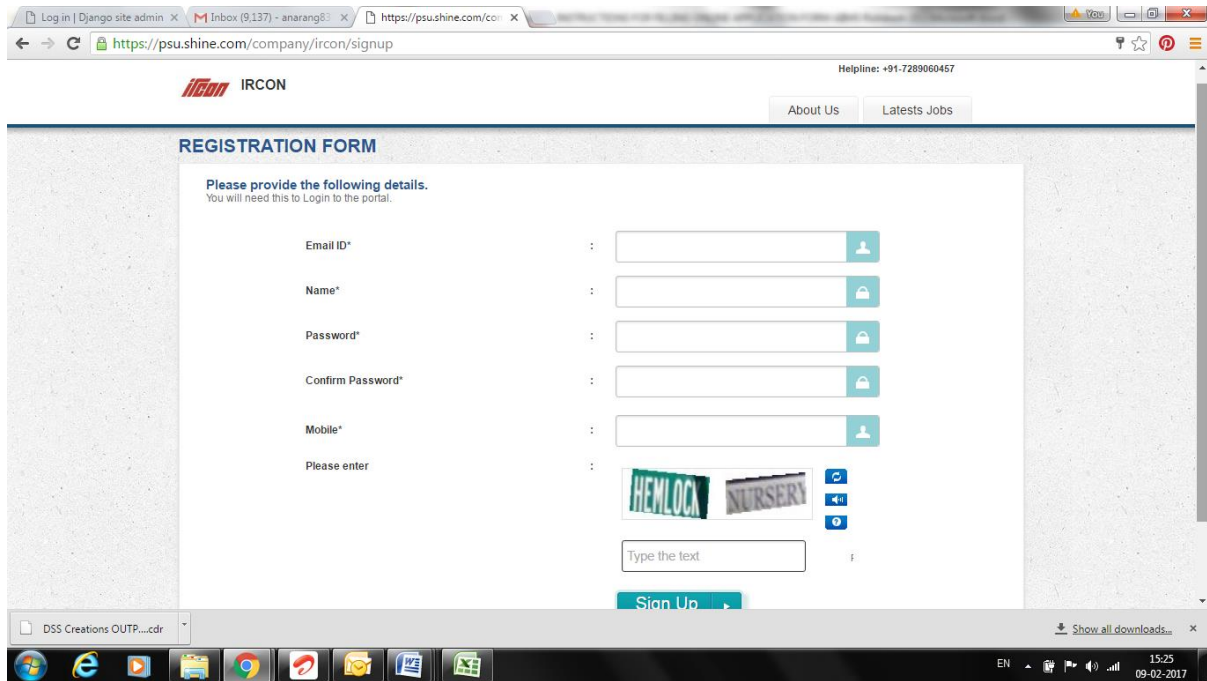 Log in | Django site admin
Inbox (9,137) - anarang83
https://psu.shine.com/con
You
https://psu.shine.com/company/ircon/signup
Helpline: +91-7289060457
ircon IRCON
About Us Latests Jobs
REGISTRATION FORM
Please provide the following details.
You will need this to Login to the portal.
Email ID* :
Name* :
Password* :
Confirm Password* :
Mobile* :
Please enter :
HEMLOCK NURSERY
Type the text
Sign Up
DSS Creations OUTP....cdr
Show all downloads...
EN
15:25
09-02-2017